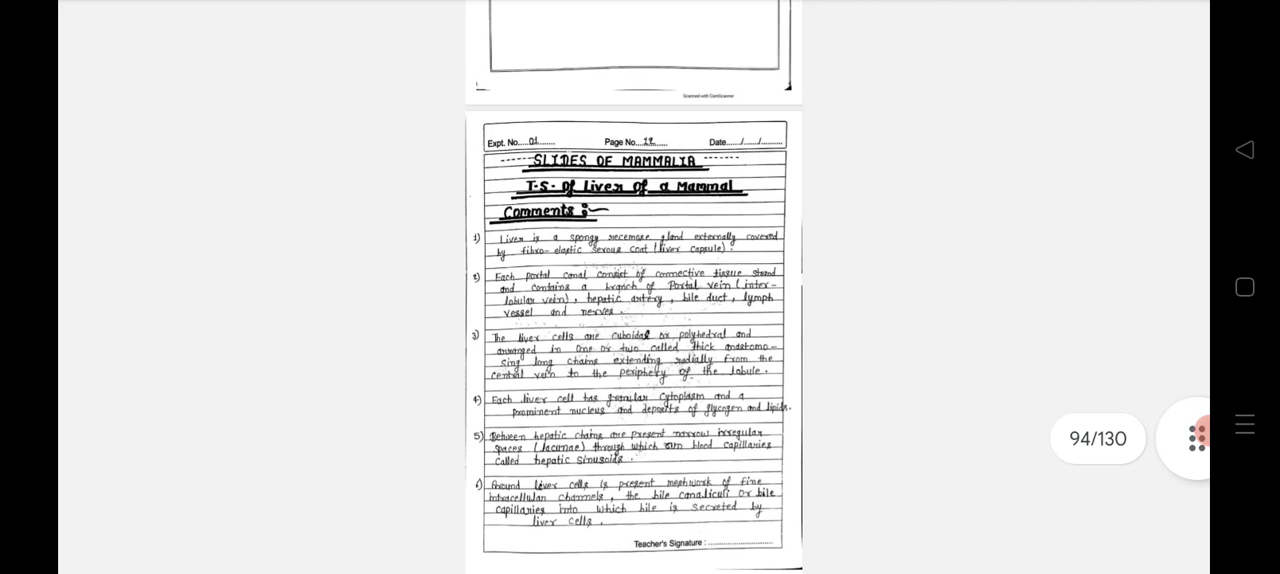 Scanned with CamScanner
Expt. No....01........ Page No...12...... Date...../....../..........
SLIDES OF MAMMALIA
T.S. Of Liver Of a Mammal
Comments :-
1) Liver is a spongy recemose gland externally covered
by fibro-elastic serous coat (liver capsule).
2) Each portal canal consist of connective tissue strand
and contains a branch of Portal vein (inter-
lobular vein), hepatic artery, bile duct, lymph
vessel and nerves.
3) The liver cells are cuboidal or polyhedral and
arranged in one or two called thick anastomo-
sing long chains extending radially from the
central vein to the periphery of the lobule.
4) Each liver cell has granular cytoplasm and a
prominent nucleus and deposits of glycogen and lipids.
5) Between hepatic chains are present narrow irregular
spaces (lacunae) through which blood capillaries
called hepatic sinusoids.
6) Around liver cells is present meshwork of fine
intracellular channels, the bile canaliculi or bile
capillaries into which bile is secreted by
liver cells.
Teacher's Signature : ........................
94/130